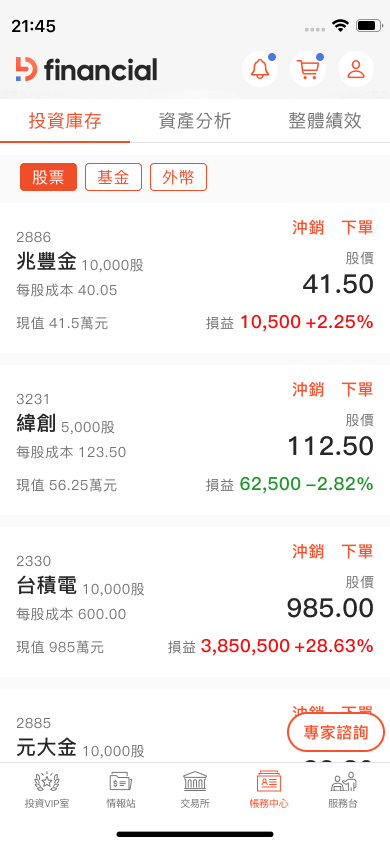 21:45
financial
投資庫存 資產分析 整體績效
股票 基金 外幣
沖銷 下單
2886
股價
兆豐金 10,000股
41.50
每股成本 40.05
現值 41.5萬元 損益 10,500 +2.25%
沖銷 下單
3231
股價
緯創 5,000股
112.50
每股成本 123.50
現值 56.25萬元 損益 62,500 −2.82%
沖銷 下單
2330
股價
台積電 10,000股
985.00
每股成本 600.00
現值 985萬元 損益 3,850,500 +28.63%
沖銷 下單
2885
專家諮詢
元大金 10,000股
投資VIP室 情報站 交易所 帳務中心 服務台